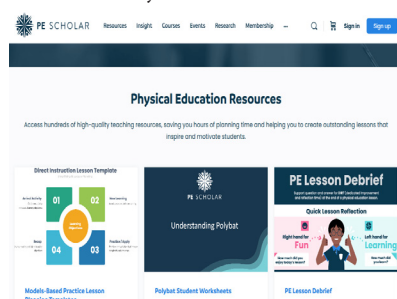 PE SCHOLAR Resources Insight Courses Events Research Membership ... Sign in Sign up
Physical Education Resources
Access hundreds of high-quality teaching resources, saving you hours of planning time and helping you to create outstanding lessons that
inspire and motivate students.
Direct Instruction Lesson Template
01
02
04
03
PE SCHOLAR
Understanding Polybat
PE Lesson Debrief
Quick Lesson Reflection
Right hand for
Fun
Left hand for
Learning
Models-Based Practice Lesson
Polybat Student Worksheets
PE Lesson Debrief